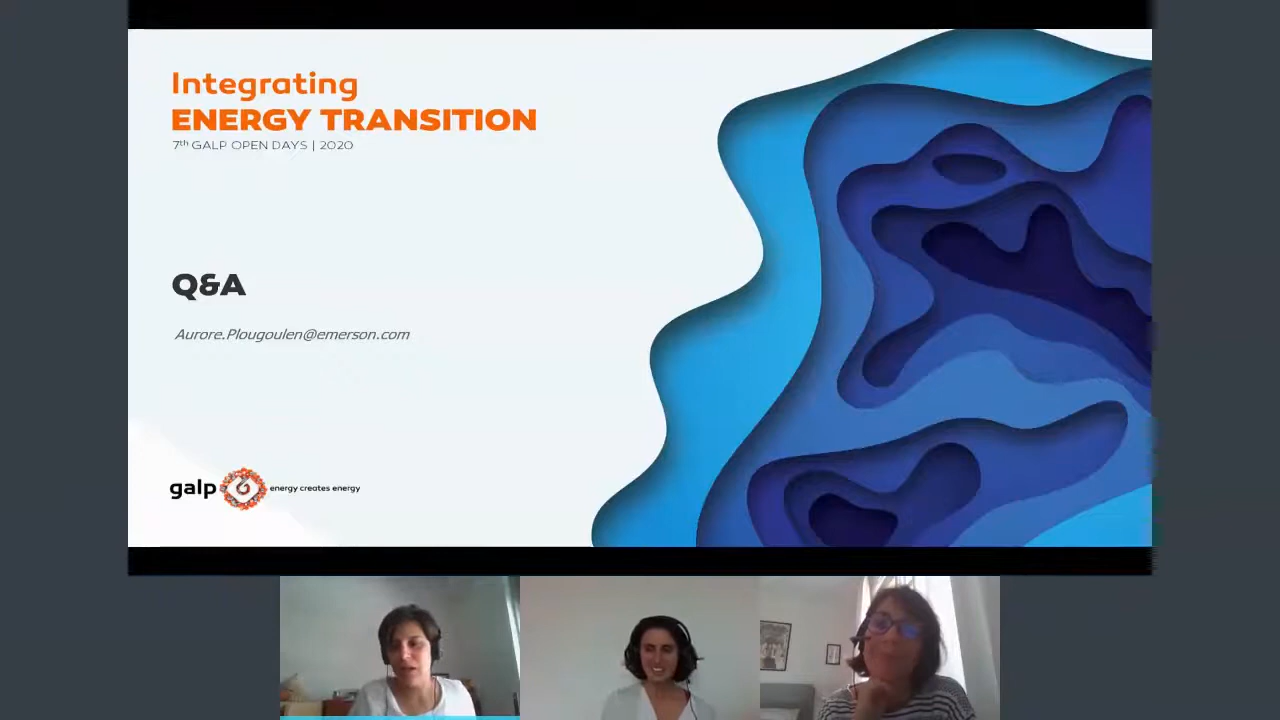 Integrating
ENERGY TRANSITION
7th GALP OPEN DAYS | 2020
Q&A
Aurore.Plougoulen@emerson.com
galp energy creates energy